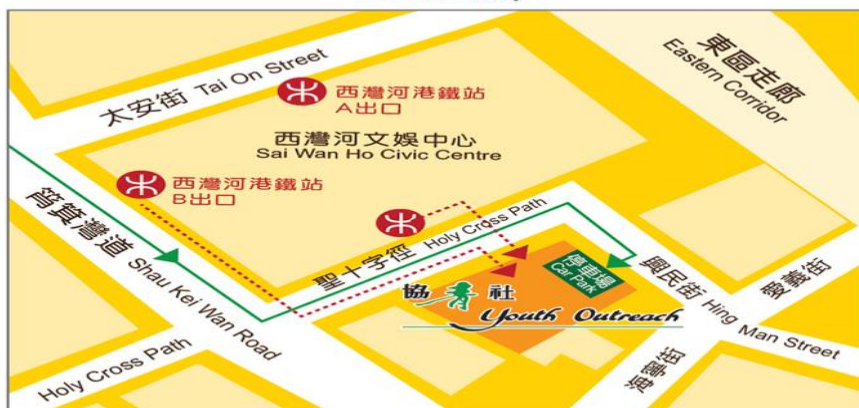 東區走廊
Eastern Corridor
太安街 Tai On Street
西灣河港鐵站
A出口
西灣河文娛中心
Sai Wan Ho Civic Centre
西灣河港鐵站
B出口
筲箕灣道 Shau Kei Wan Road
聖十字徑 Holy Cross Path
停車場
Car Park
協青社
Youth Outreach
興民街 Hing Man Street
愛義街
Holy Cross Path